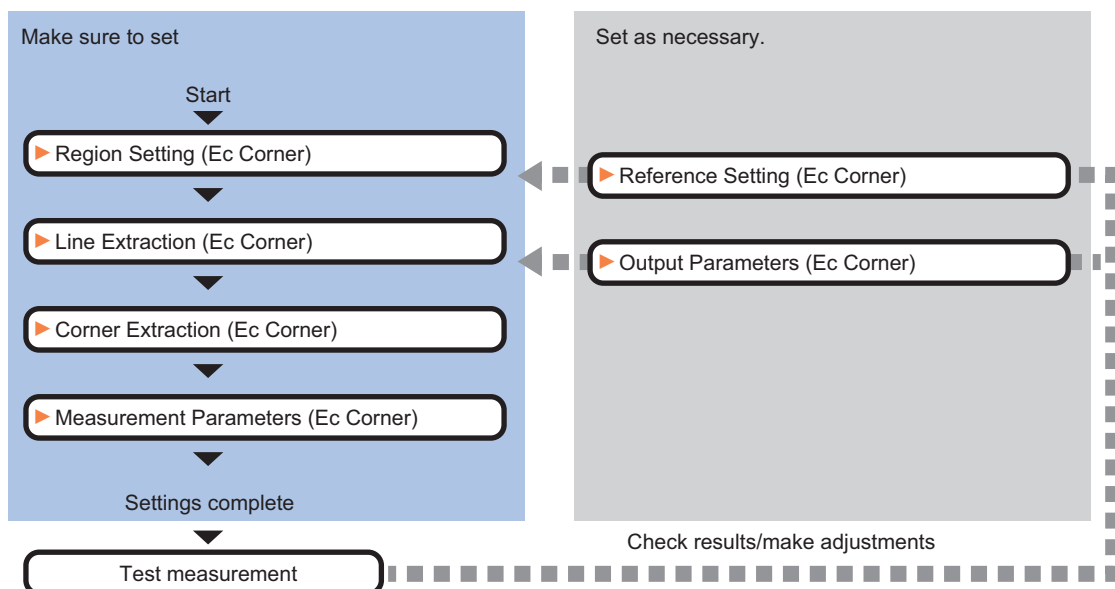 Make sure to set
Start
Region Setting (Ec Corner)
Line Extraction (Ec Corner)
Corner Extraction (Ec Corner)
Measurement Parameters (Ec Corner)
Settings complete
Test measurement
Set as necessary.
Reference Setting (Ec Corner)
Output Parameters (Ec Corner)
Check results/make adjustments